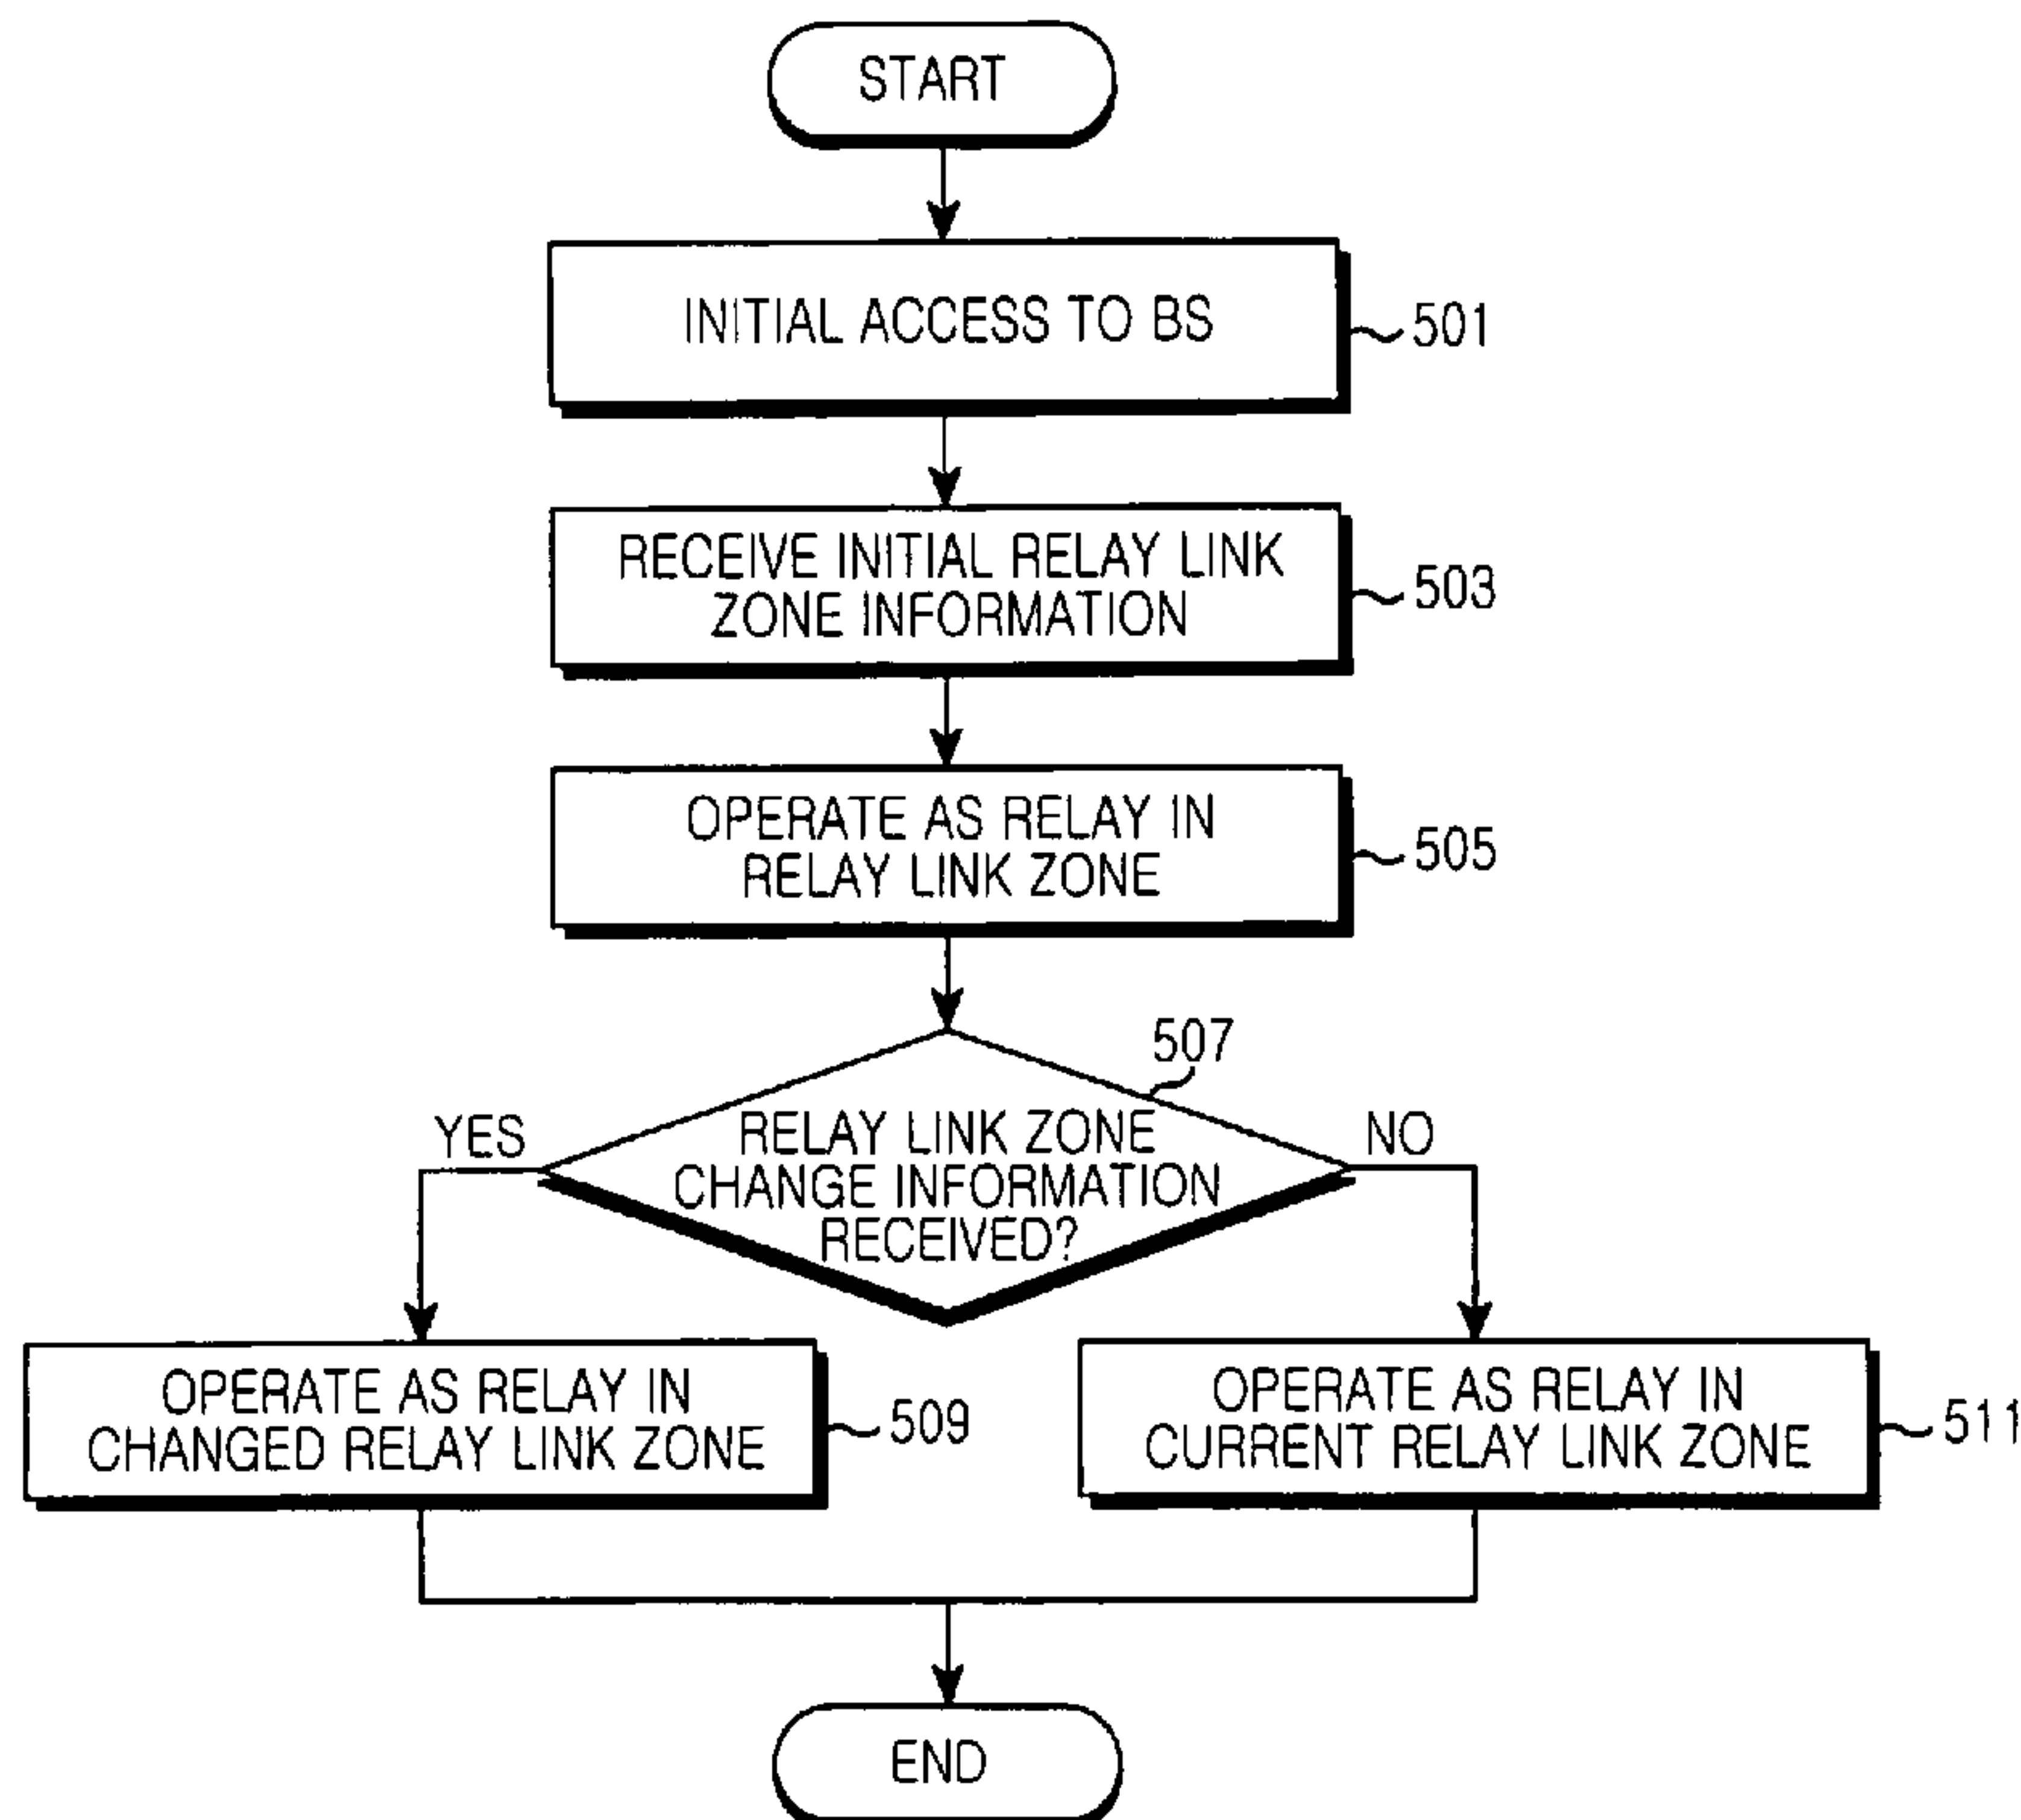 START
INITIAL ACCESS TO BS
501
RECEIVE INITIAL RELAY LINK
ZONE INFORMATION
503
OPERATE AS RELAY IN
RELAY LINK ZONE
505
507
YES
RELAY LINK ZONE
CHANGE INFORMATION
RECEIVED?
NO
OPERATE AS RELAY IN
CHANGED RELAY LINK ZONE
509
OPERATE AS RELAY IN
CURRENT RELAY LINK ZONE
511
END